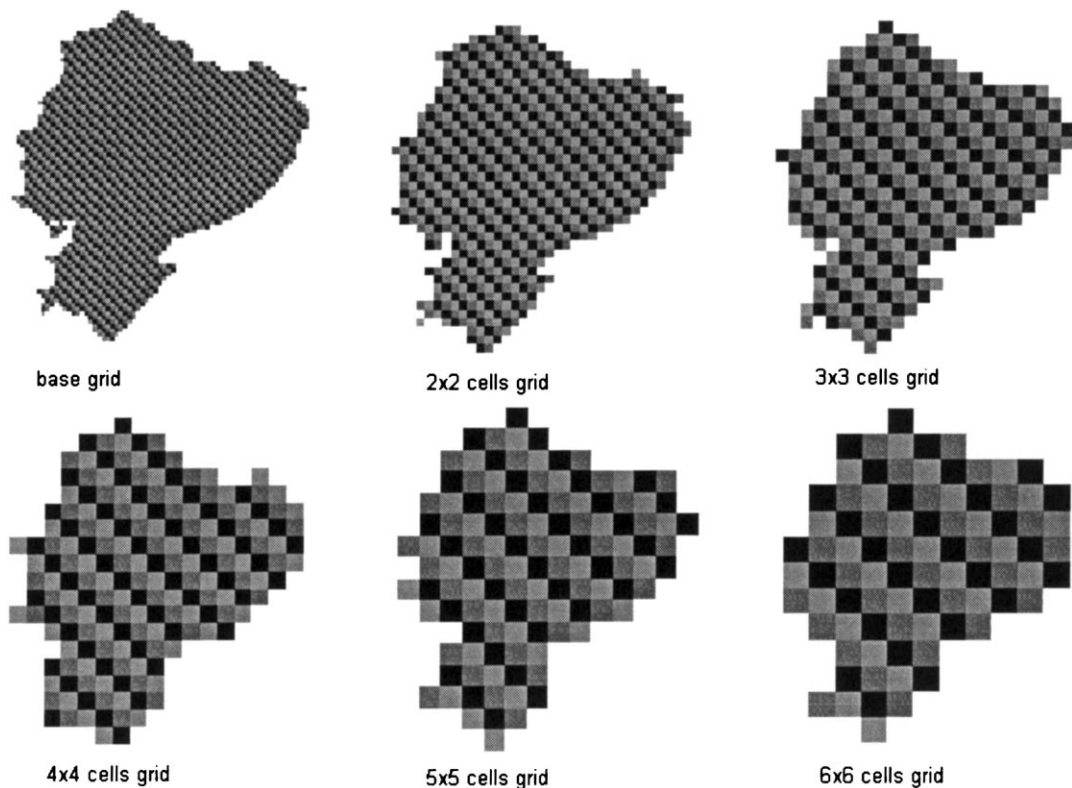 base grid
2x2 cells grid
3x3 cells grid
4x4 cells grid
5x5 cells grid
6x6 cells grid